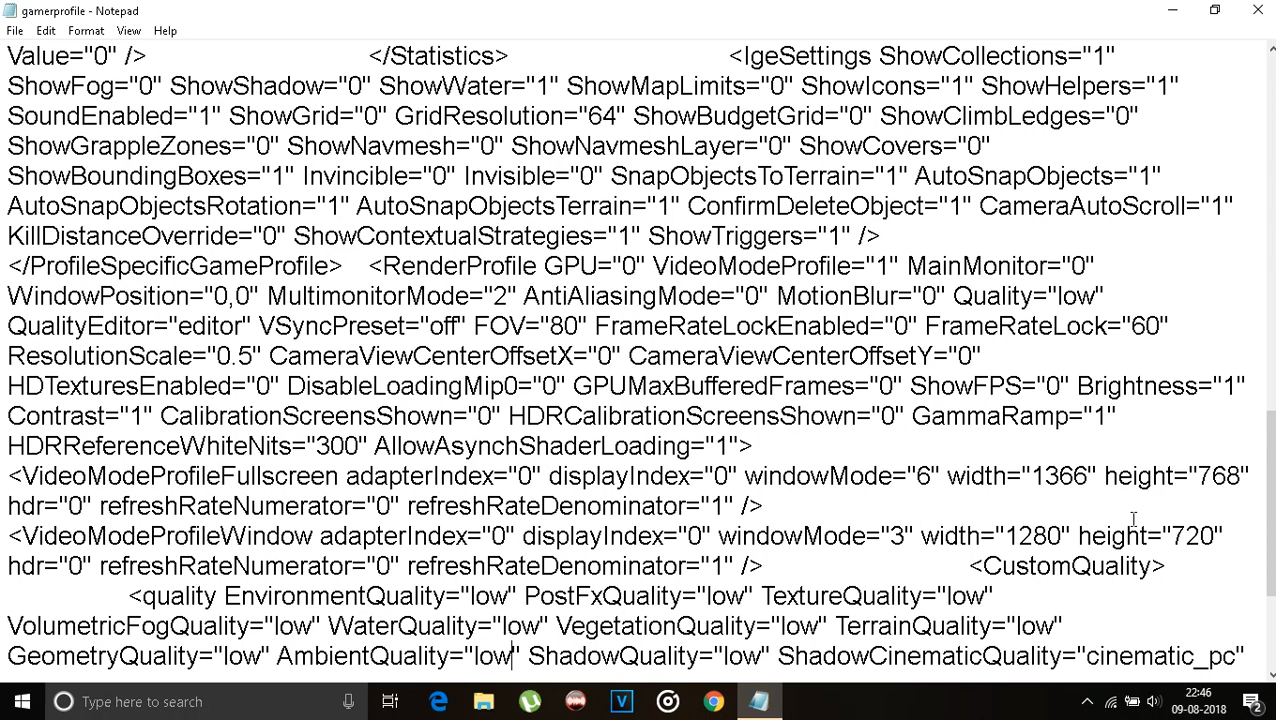 gamerprofile - Notepad
File Edit Format View Help
Value="0" /> </Statistics> <IgeSettings ShowCollections="1"
ShowFog="0" ShowShadow="0" ShowWater="1" ShowMapLimits="0" ShowIcons="1" ShowHelpers="1"
SoundEnabled="1" ShowGrid="0" GridResolution="64" ShowBudgetGrid="0" ShowClimbLedges="0"
ShowGrappleZones="0" ShowNavmesh="0" ShowNavmeshLayer="0" ShowCovers="0"
ShowBoundingBoxes="1" Invincible="0" Invisible="0" SnapObjectsToTerrain="1" AutoSnapObjects="1"
AutoSnapObjectsRotation="1" AutoSnapObjectsTerrain="1" ConfirmDeleteObject="1" CameraAutoScroll="1"
KillDistanceOverride="0" ShowContextualStrategies="1" ShowTriggers="1" />
</ProfileSpecificGameProfile> <RenderProfile GPU="0" VideoModeProfile="1" MainMonitor="0"
WindowPosition="0,0" MultimonitorMode="2" AntiAliasingMode="0" MotionBlur="0" Quality="low"
QualityEditor="editor" VSyncPreset="off" FOV="80" FrameRateLockEnabled="0" FrameRateLock="60"
ResolutionScale="0.5" CameraViewCenterOffsetX="0" CameraViewCenterOffsetY="0"
HDTexturesEnabled="0" DisableLoadingMip0="0" GPUMaxBufferedFrames="0" ShowFPS="0" Brightness="1"
Contrast="1" CalibrationScreensShown="0" HDRCalibrationScreensShown="0" GammaRamp="1"
HDRReferenceWhiteNits="300" AllowAsynchShaderLoading="1">
<VideoModeProfileFullscreen adapterIndex="0" displayIndex="0" windowMode="6" width="1366" height="768"
hdr="0" refreshRateNumerator="0" refreshRateDenominator="1" />
<VideoModeProfileWindow adapterIndex="0" displayIndex="0" windowMode="3" width="1280" height="720"
hdr="0" refreshRateNumerator="0" refreshRateDenominator="1" /> <CustomQuality>
<quality EnvironmentQuality="low" PostFxQuality="low" TextureQuality="low"
VolumetricFogQuality="low" WaterQuality="low" VegetationQuality="low" TerrainQuality="low"
GeometryQuality="low" AmbientQuality="low" ShadowQuality="low" ShadowCinematicQuality="cinematic_pc"
Type here to search
22:46
09-08-2018
2